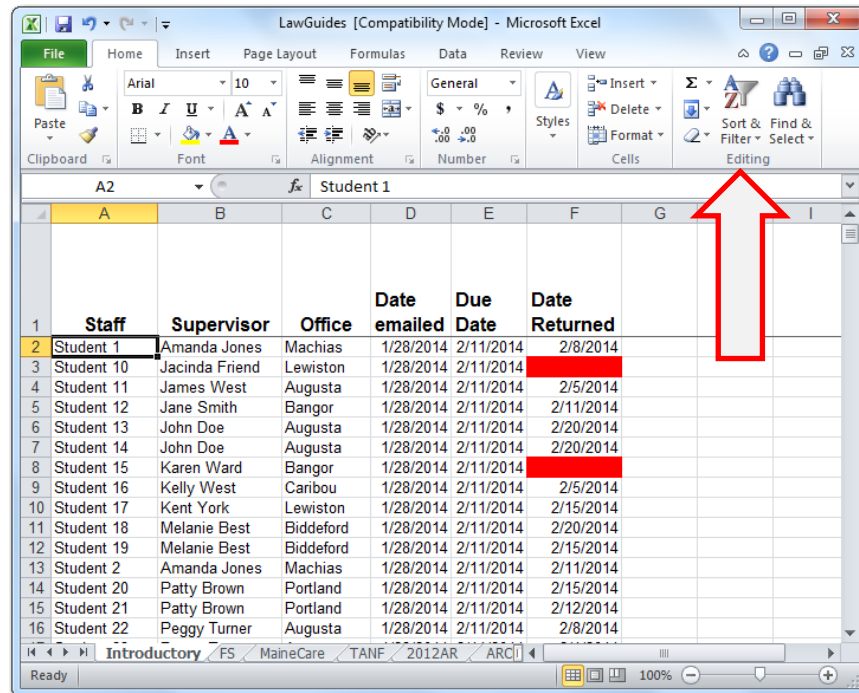 LawGuides [Compatibility Mode] - Microsoft Excel
File Home Insert Page Layout Formulas Data Review View
Paste
Clipboard
Arial 10
B I U A A
A
Font
Alignment
General
$ % ,
.0 .00 .00 .0
Number
Styles
Insert
Delete
Format
Cells
Σ
Sort & Filter
Find & Select
Editing
A2 fx Student 1
A B C D E F G I
1 Staff Supervisor Office Date emailed Due Date Date Returned
2 Student 1 Amanda Jones Machias 1/28/2014 2/11/2014 2/8/2014
3 Student 10 Jacinda Friend Lewiston 1/28/2014 2/11/2014
4 Student 11 James West Augusta 1/28/2014 2/11/2014 2/5/2014
5 Student 12 Jane Smith Bangor 1/28/2014 2/11/2014 2/11/2014
6 Student 13 John Doe Augusta 1/28/2014 2/11/2014 2/20/2014
7 Student 14 John Doe Augusta 1/28/2014 2/11/2014 2/20/2014
8 Student 15 Karen Ward Bangor 1/28/2014 2/11/2014
9 Student 16 Kelly West Caribou 1/28/2014 2/11/2014 2/5/2014
10 Student 17 Kent York Lewiston 1/28/2014 2/11/2014 2/15/2014
11 Student 18 Melanie Best Biddeford 1/28/2014 2/11/2014 2/20/2014
12 Student 19 Melanie Best Biddeford 1/28/2014 2/11/2014 2/15/2014
13 Student 2 Amanda Jones Machias 1/28/2014 2/11/2014 2/11/2014
14 Student 20 Patty Brown Portland 1/28/2014 2/11/2014 2/15/2014
15 Student 21 Patty Brown Portland 1/28/2014 2/11/2014 2/12/2014
16 Student 22 Peggy Turner Augusta 1/28/2014 2/11/2014 2/8/2014
Introductory FS MaineCare TANF 2012AR ARC
Ready 100%